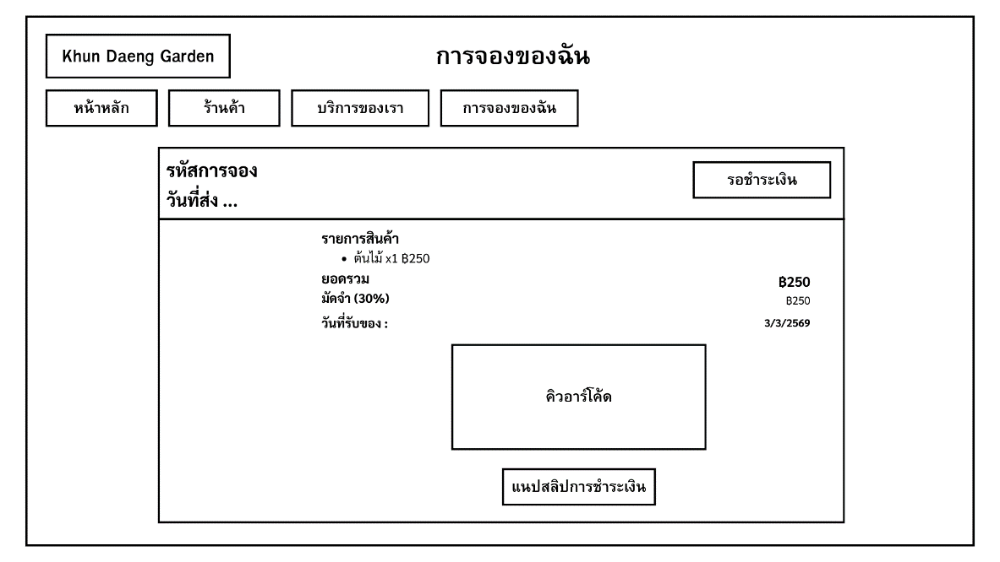 Khun Daeng Garden
การจองของฉัน
หน้าหลัก
ร้านค้า
บริการของเรา
การจองของฉัน
รหัสการจอง
วันที่ส่ง ...
รอชำระเงิน
รายการสินค้า
• ต้นไม้ x1 ฿250
ยอดรวม ฿250
มัดจำ (30%) ฿250
วันที่รับของ : 3/3/2569
คิวอาร์โค้ด
แนปสลิปการชำระเงิน